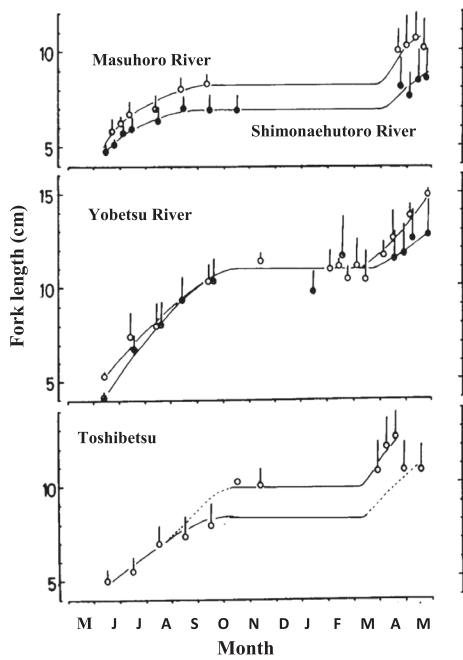 10
Masuhoro River
Shimonaehutoro River
5
15
Yobetsu River
10
5
Fork length (cm)
Toshibetsu
10
5
M J J A S O N D J F M A M
Month